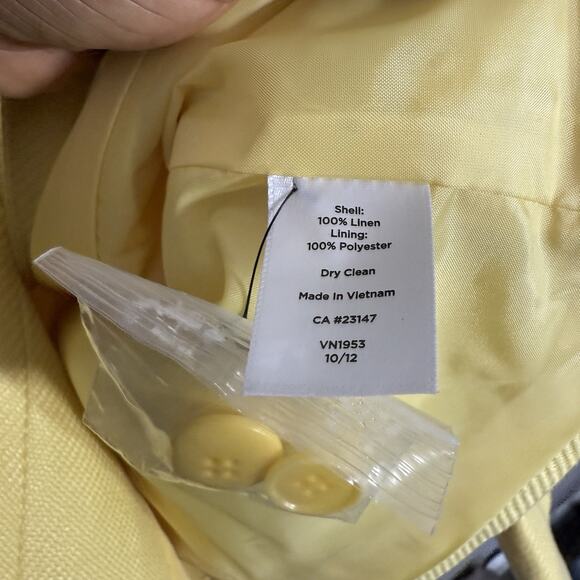 Shell:
100% Linen
Lining:
100% Polyester
Dry Clean
Made In Vietnam
CA #23147
VN1953
10/12